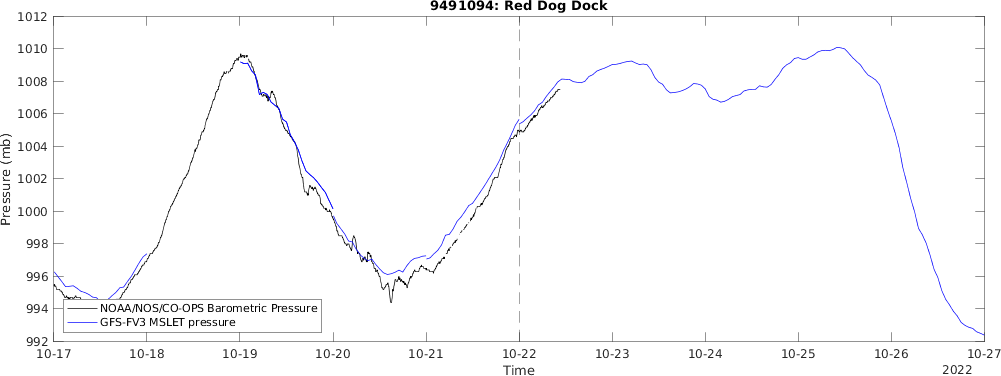 9491094: Red Dog Dock
1012
1010
1008
1006
1004
1002
1000
998
996
994
992
Pressure (mb)
NOAA/NOS/CO-OPS Barometric Pressure
GFS-FV3 MSLET pressure
10-17 10-18 10-19 10-20 10-21 10-22 10-23 10-24 10-25 10-26 10-27
Time
2022